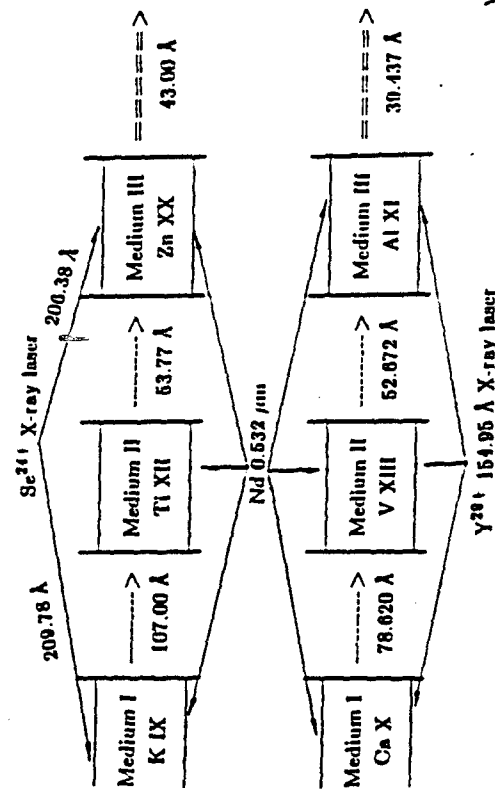 Se²⁴⁺ X-ray laser
209.78 Å
206.38 Å
Medium I
K IX
107.00 Å
Medium II
Ti XII
53.77 Å
Medium III
Zn XX
43.00 Å
Nd 0.532 μm
Medium I
Ca X
78.620 Å
Medium II
V XIII
52.672 Å
Medium III
Al XI
30.437 Å
Y²⁹⁺ 154.95 Å X-ray laser